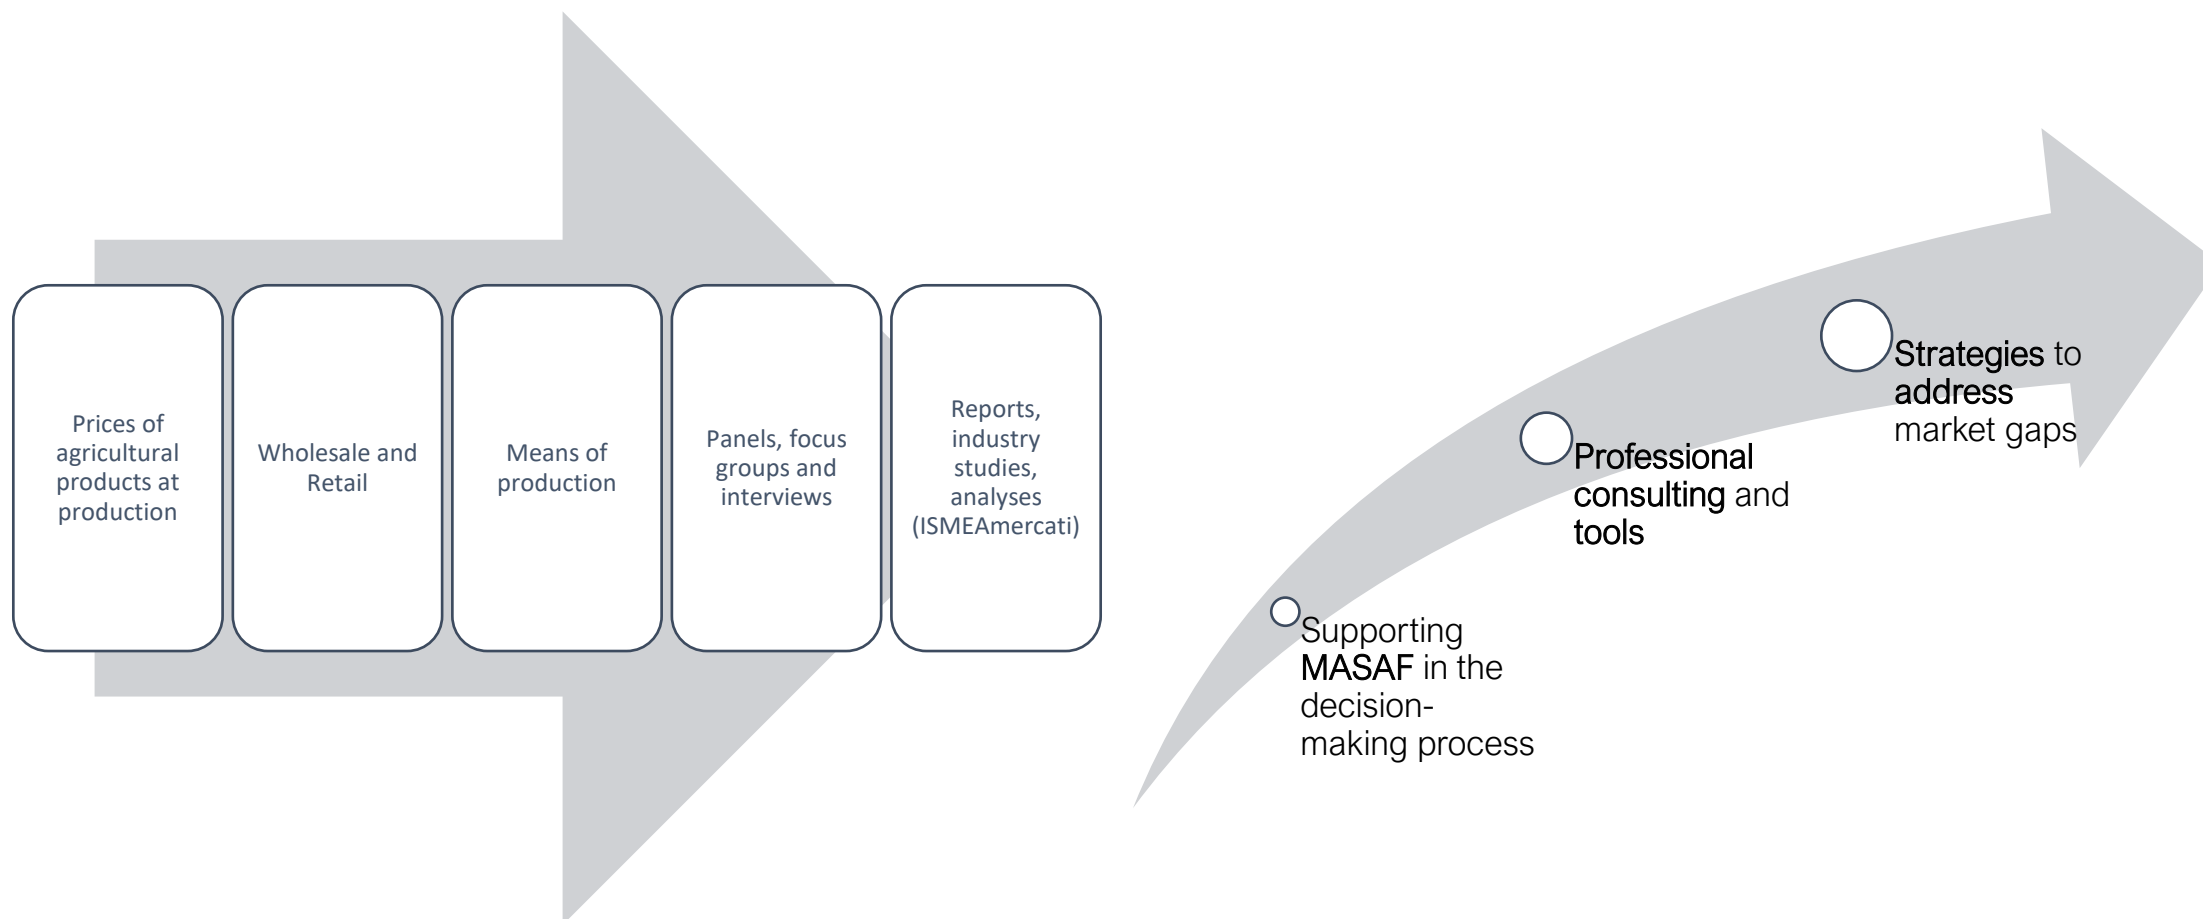 Prices of
agricultural
products at
production
Wholesale and
Retail
Means of
production
Panels, focus
groups and
interviews
Reports,
industry
studies,
analyses
(ISMEAmercati)
Supporting
MASAF in the
decision-
making process
Professional
consulting and
tools
Strategies to
address
market gaps